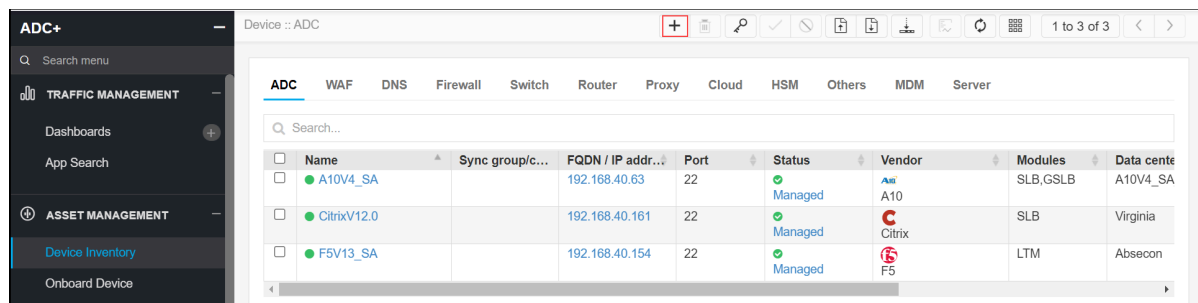 ADC+
Device :: ADC
1 to 3 of 3
Search menu
TRAFFIC MANAGEMENT
Dashboards
App Search
ASSET MANAGEMENT
Device Inventory
Onboard Device
ADC WAF DNS Firewall Switch Router Proxy Cloud HSM Others MDM Server
Search...
Name Sync group/c... FQDN / IP addr... Port Status Vendor Modules Data cente
A10V4_SA 192.168.40.63 22 Managed A10 A10 SLB,GSLB A10V4_SA
CitrixV12.0 192.168.40.161 22 Managed Citrix SLB Virginia
F5V13_SA 192.168.40.154 22 Managed f5 F5 LTM Absecon